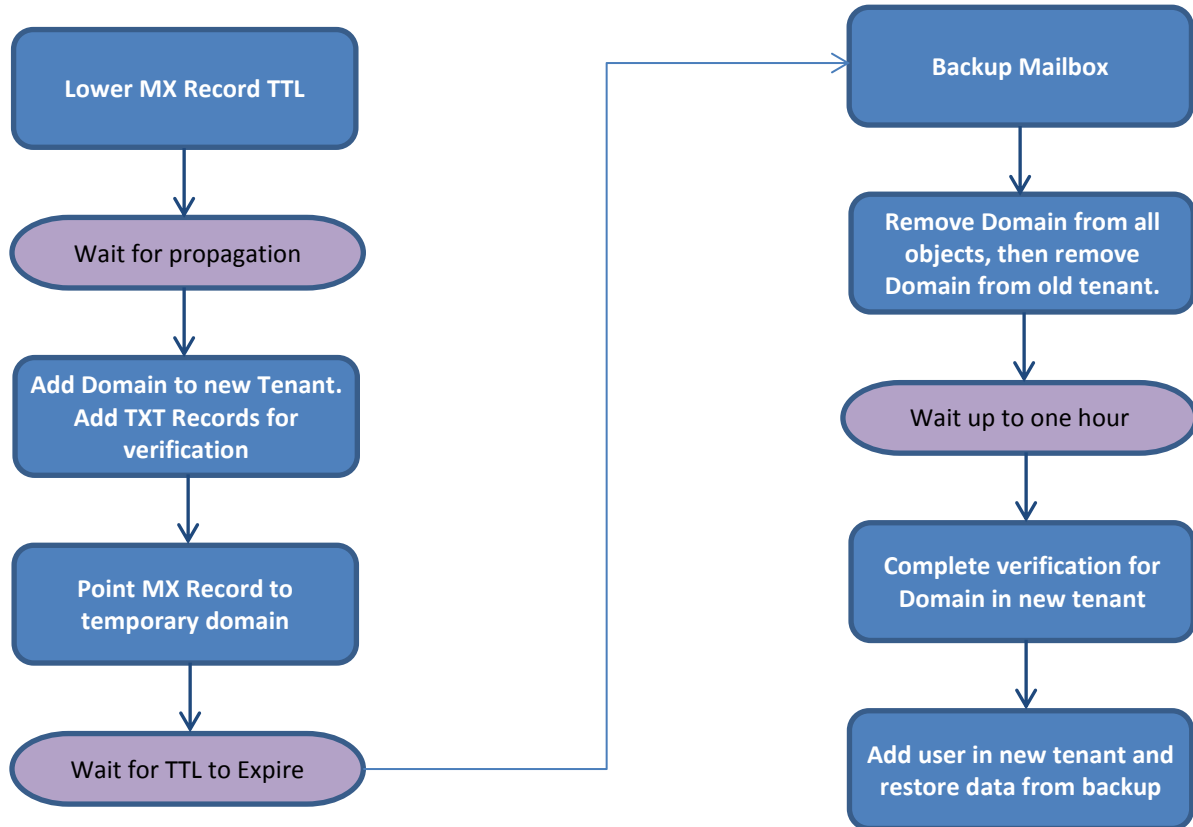 Lower MX Record TTL
Wait for propagation
Add Domain to new Tenant.
Add TXT Records for
verification
Point MX Record to
temporary domain
Wait for TTL to Expire
Backup Mailbox
Remove Domain from all
objects, then remove
Domain from old tenant.
Wait up to one hour
Complete verification for
Domain in new tenant
Add user in new tenant and
restore data from backup